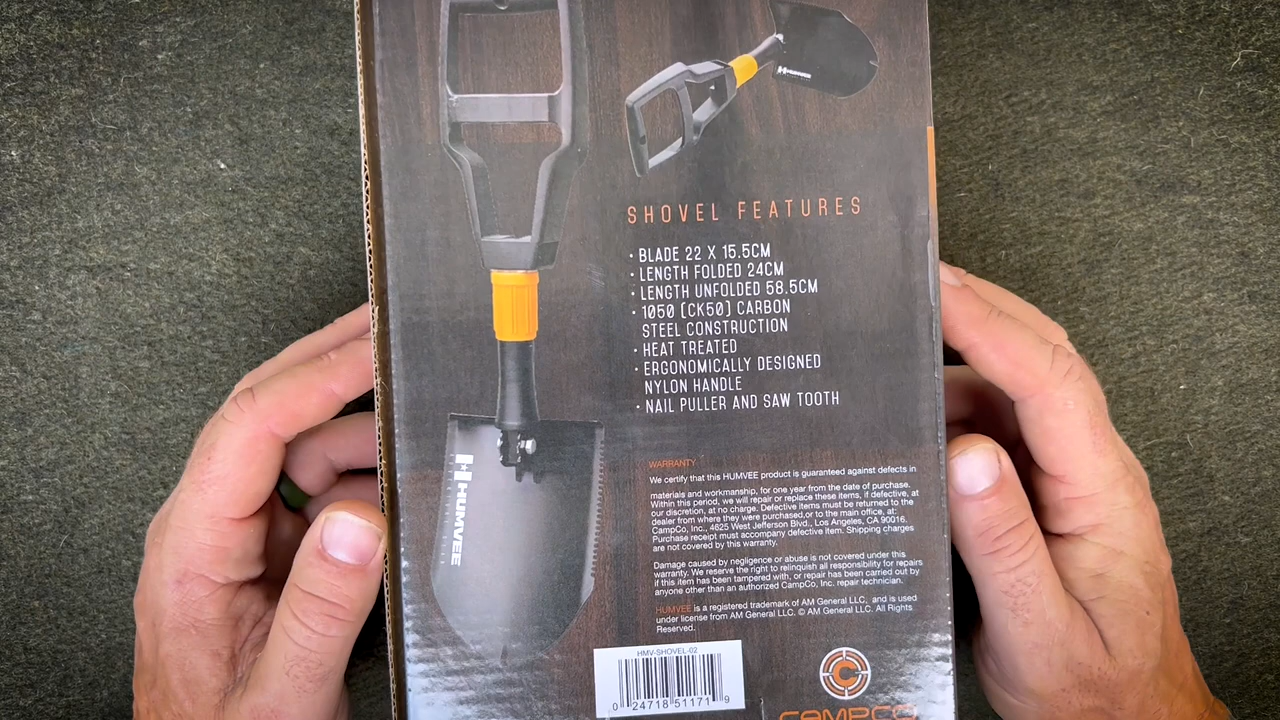 HUMVEE
SHOVEL FEATURES
• BLADE 22 X 15.5CM
• LENGTH FOLDED 24CM
• LENGTH UNFOLDED 58.5CM
• 1050 (CK50) CARBON
STEEL CONSTRUCTION
• HEAT TREATED
• ERGONOMICALLY DESIGNED
NYLON HANDLE
• NAIL PULLER AND SAW TOOTH
HUMVEE
WARRANTY
We certify that this HUMVEE product is guaranteed against defects in
materials and workmanship, for one year from the date of purchase.
Within this period, we will repair or replace these items, if defective, at
our discretion, at no charge. Defective items must be returned to the
dealer from where they were purchased,or to the main office, at:
CampCo, Inc., 4625 West Jefferson Blvd., Los Angeles, CA 90016.
Purchase receipt must accompany defective item. Shipping charges
are not covered by this warranty.
Damage caused by negligence or abuse is not covered under this
warranty. We reserve the right to relinquish all responsibility for repairs
if this item has been tampered with, or repair has been carried out by
anyone other than an authorized CampCo, Inc. repair technician.
HUMVEE is a registered trademark of AM General LLC. and is used
under license from AM General LLC. © AM General LLC. All Rights
Reserved.
HMV-SHOVEL-02
0 24718 51171 9
C
CAMPCO